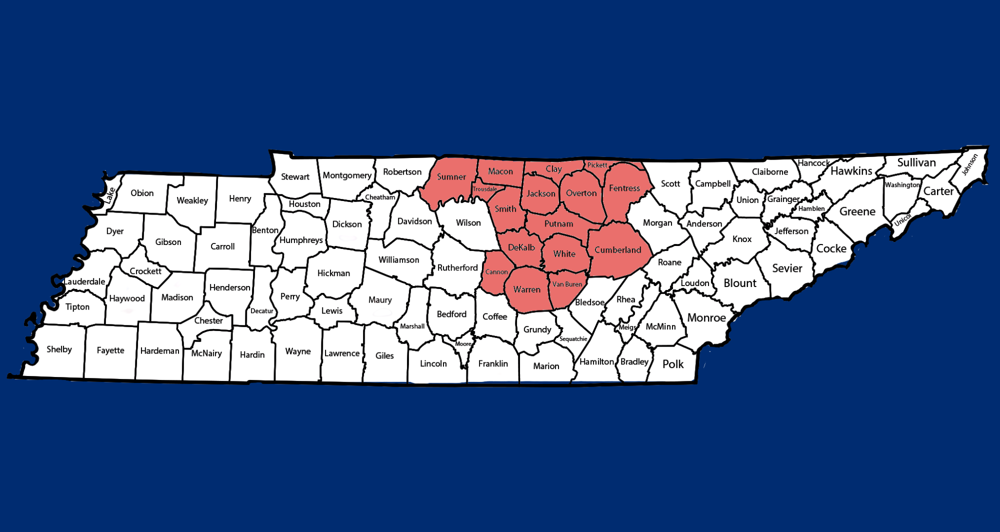 Stewart
Montgomery
Robertson
Sumner
Macon
Clay
Pickett
Fentress
Scott
Campbell
Claiborne
Hancock
Hawkins
Sullivan
Johnson
Lake
Obion
Weakley
Henry
Houston
Cheatham
Trousdale
Jackson
Overton
Union
Grainger
Hamblen
Washington
Carter
Dyer
Gibson
Carroll
Benton
Humphreys
Dickson
Davidson
Wilson
Smith
Putnam
Morgan
Anderson
Knox
Jefferson
Greene
Unicoi
Cocke
Lauderdale
Crockett
Haywood
Madison
Henderson
Decatur
Perry
Hickman
Williamson
Rutherford
Cannon
DeKalb
White
Cumberland
Roane
Loudon
Blount
Sevier
Tipton
Chester
Lewis
Maury
Marshall
Bedford
Coffee
Warren
Van Buren
Bledsoe
Rhea
Meigs
McMinn
Monroe
Shelby
Fayette
Hardeman
McNairy
Hardin
Wayne
Lawrence
Giles
Lincoln
Moore
Franklin
Grundy
Sequatchie
Marion
Hamilton
Bradley
Polk